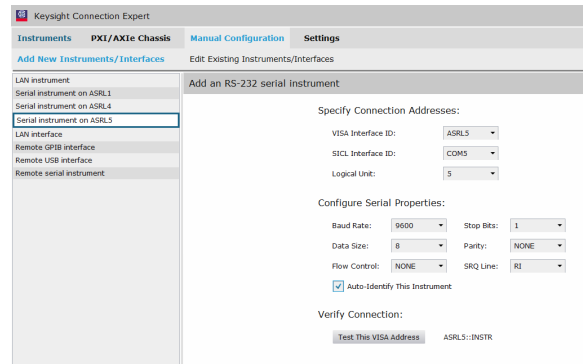 Keysight Connection Expert
Instruments PXI/AXIe Chassis Manual Configuration Settings
Add New Instruments/Interfaces Edit Existing Instruments/Interfaces
LAN instrument
Serial instrument on ASRL1
Serial instrument on ASRL4
Serial instrument on ASRL5
LAN interface
Remote GPIB interface
Remote USB interface
Remote serial instrument
Add an RS-232 serial instrument
Specify Connection Addresses:
VISA Interface ID: ASRL5
SICL Interface ID: COM5
Logical Unit: 5
Configure Serial Properties:
Baud Rate: 9600 Stop Bits: 1
Data Size: 8 Parity: NONE
Flow Control: NONE SRQ Line: RI
Auto-Identify This Instrument
Verify Connection:
Test This VISA Address ASRL5::INSTR